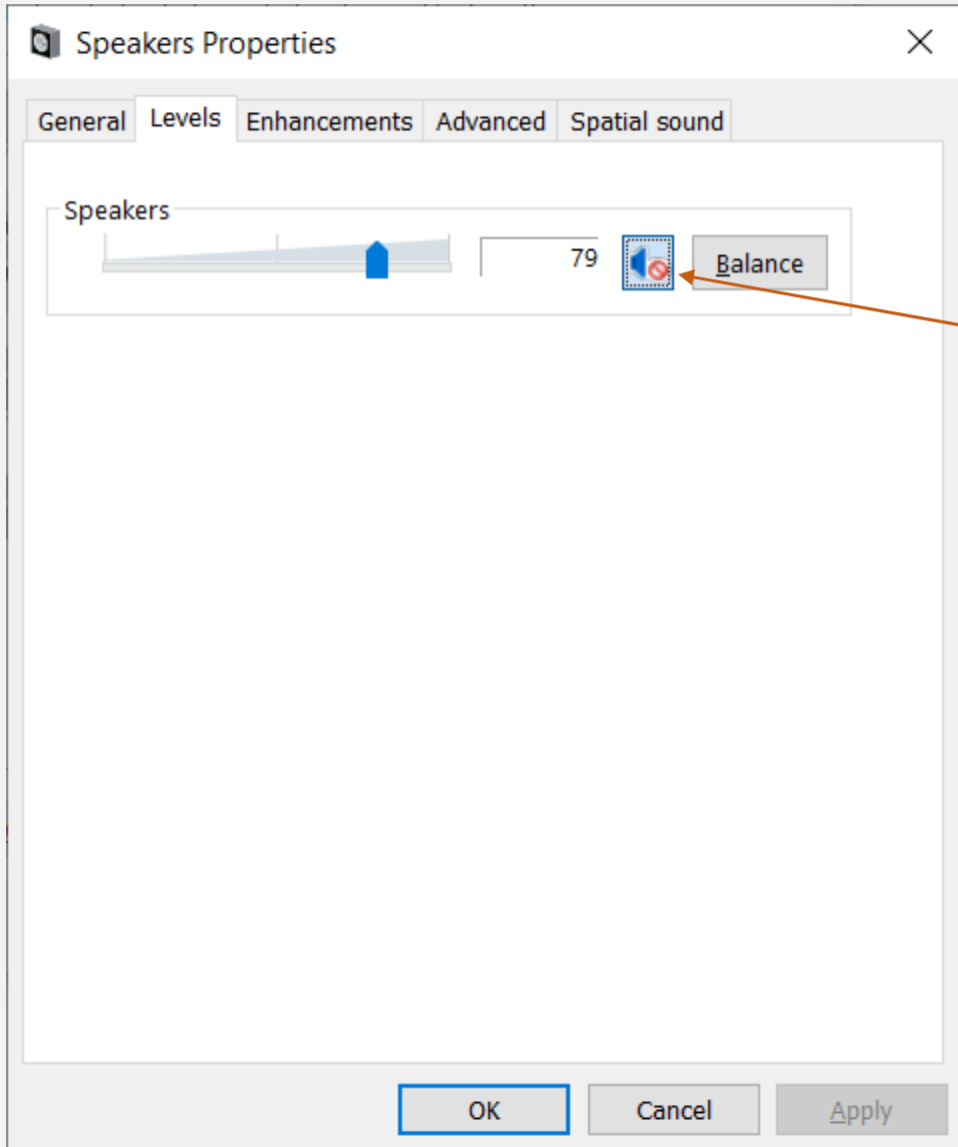 Speakers Properties
General Levels Enhancements Advanced Spatial sound
Speakers
79 Balance
OK Cancel Apply